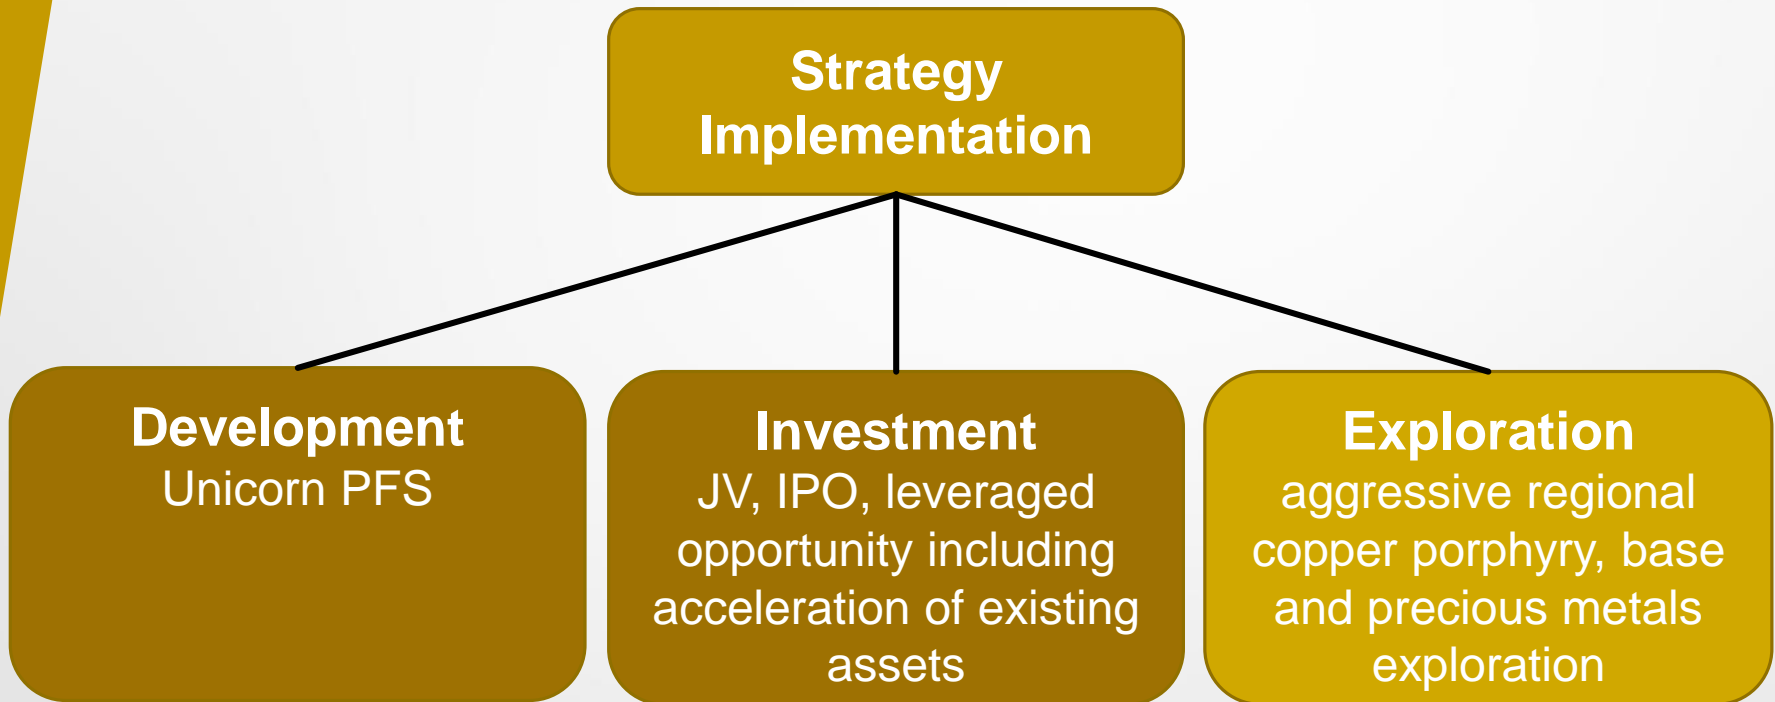 Strategy
Implementation
Development
Unicorn PFS
Investment
JV, IPO, leveraged
opportunity including
acceleration of existing
assets
Exploration
aggressive regional
copper porphyry, base
and precious metals
exploration